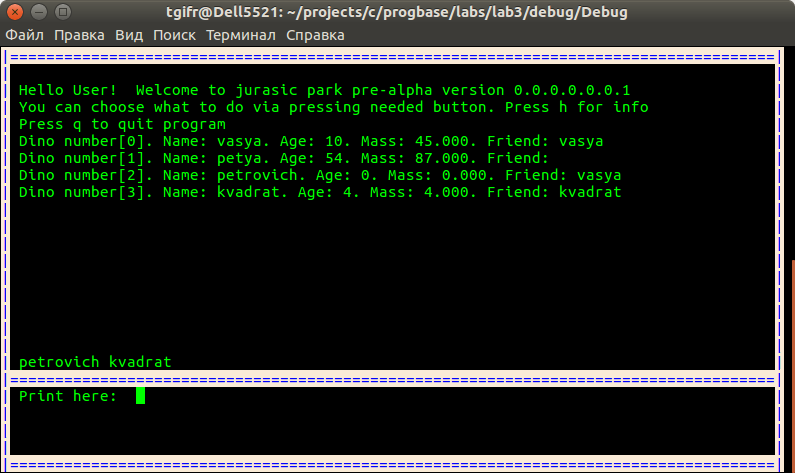 tgifr@Dell5521: ~/projects/c/progbase/labs/lab3/debug/Debug
Файл Правка Вид Поиск Терминал Справка
Hello User!  Welcome to jurasic park pre-alpha version 0.0.0.0.0.0.1
You can choose what to do via pressing needed button. Press h for info
Press q to quit program
Dino number[0]. Name: vasya. Age: 10. Mass: 45.000. Friend: vasya
Dino number[1]. Name: petya. Age: 54. Mass: 87.000. Friend:
Dino number[2]. Name: petrovich. Age: 0. Mass: 0.000. Friend: vasya
Dino number[3]. Name: kvadrat. Age: 4. Mass: 4.000. Friend: kvadrat
petrovich kvadrat
Print here: